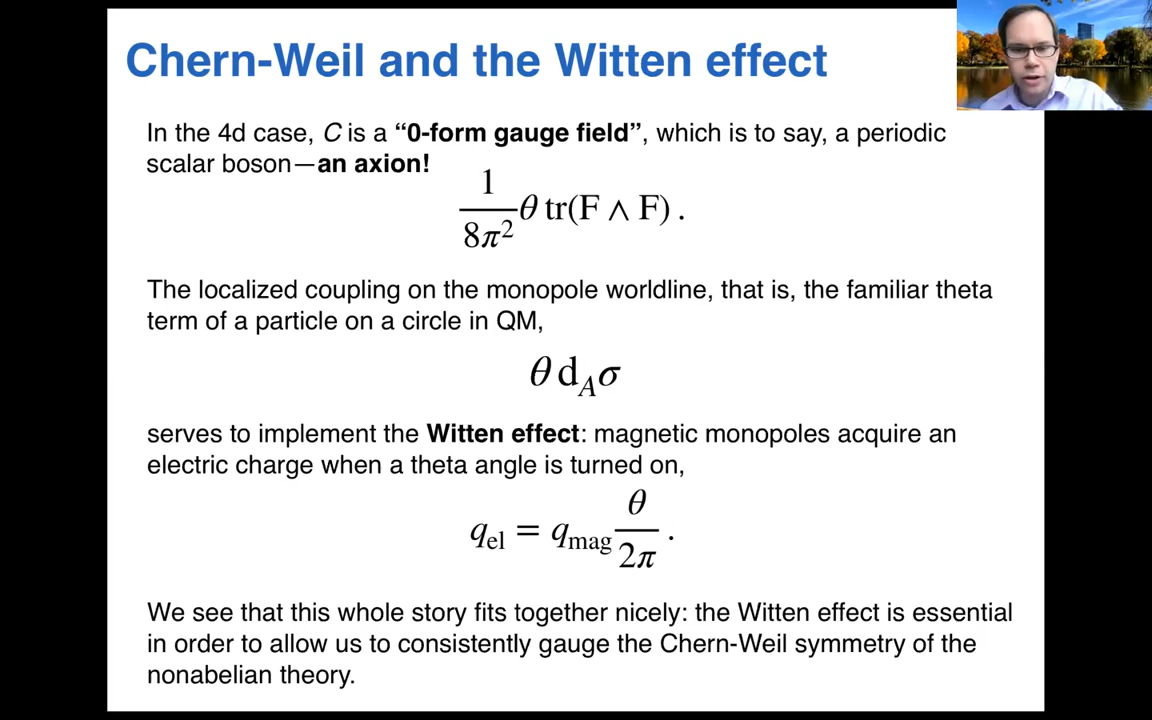 Chern-Weil and the Witten effect
In the 4d case, C is a “0-form gauge field”, which is to say, a periodic
scalar boson—an axion!
1/(8π²) θ tr(F ∧ F) .
The localized coupling on the monopole worldline, that is, the familiar theta
term of a particle on a circle in QM,
θ d_A σ
serves to implement the Witten effect: magnetic monopoles acquire an
electric charge when a theta angle is turned on,
q_el = q_mag θ/(2π) .
We see that this whole story fits together nicely: the Witten effect is essential
in order to allow us to consistently gauge the Chern-Weil symmetry of the
nonabelian theory.